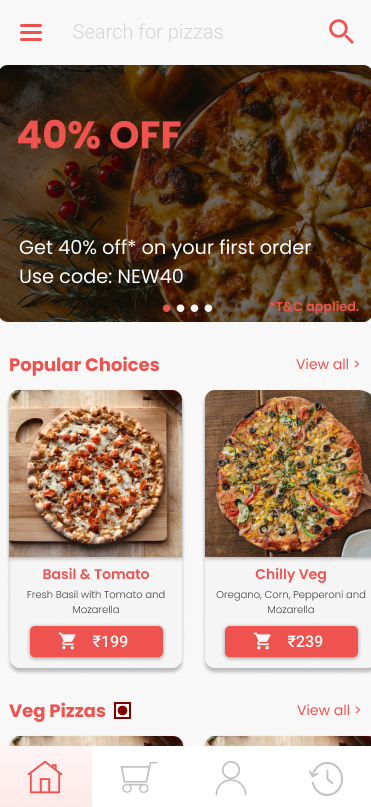 Search for pizzas
40% OFF
Get 40% off* on your first order
Use code: NEW40
*T&C applied.
Popular Choices
View all >
Basil & Tomato
Fresh Basil with Tomato and
Mozarella
₹199
Chilly Veg
Oregano, Corn, Pepperoni and
Mozarella
₹239
Veg Pizzas
View all >